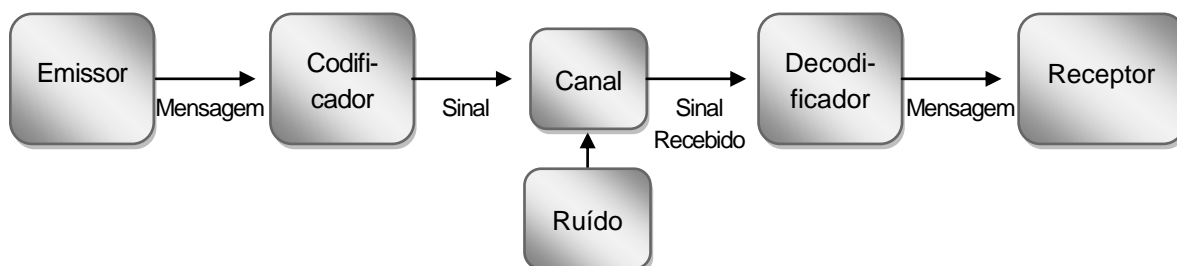 Emissor
Mensagem
Codifi-
cador
Sinal
Canal
Sinal
Recebido
Decodi-
ficador
Mensagem
Receptor
Ruído